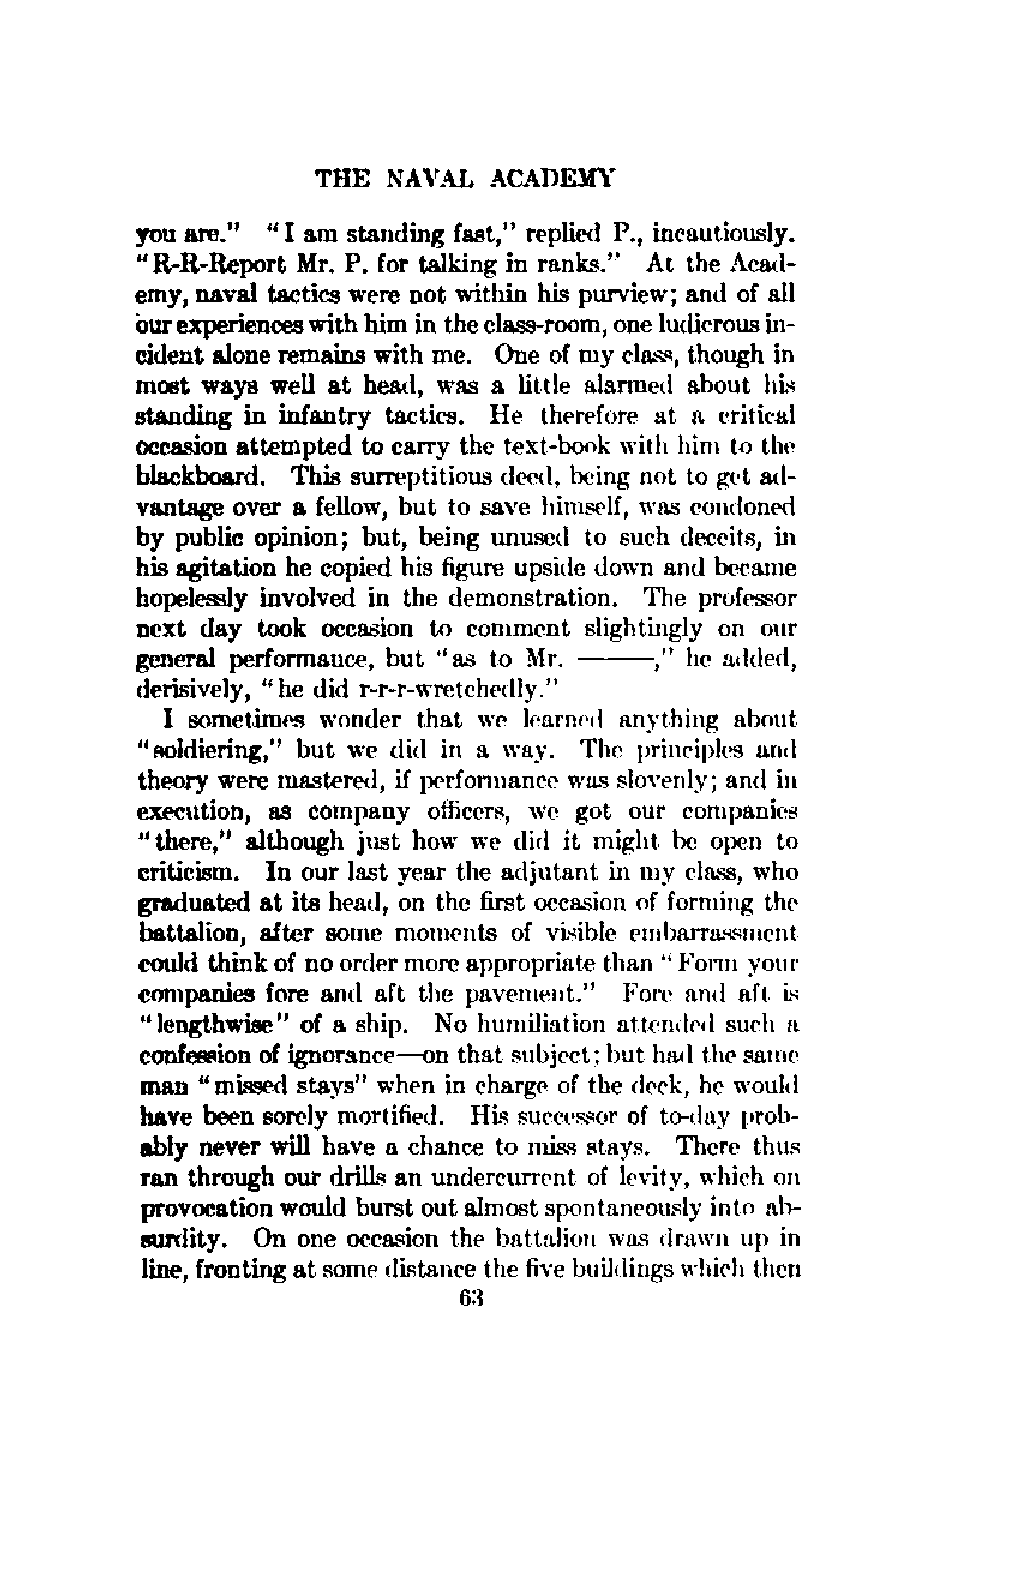 THE NAVAL ACADEMY
you are." "I am standing fast," replied P., incautiously.
"R-R-Report Mr. P. for talking in ranks." At the Acad-
emy, naval tactics were not within his purview; and of all
our experiences with him in the class-room, one ludicrous in-
cident alone remains with me. One of my class, though in
most ways well at head, was a little alarmed about his
standing in infantry tactics. He therefore at a critical
occasion attempted to carry the text-book with him to the
blackboard. This surreptitious deed, being not to get ad-
vantage over a fellow, but to save himself, was condoned
by public opinion; but, being unused to such deceits, in
his agitation he copied his figure upside down and became
hopelessly involved in the demonstration. The professor
next day took occasion to comment slightingly on our
general performance, but "as to Mr. ———," he added,
derisively, "he did r-r-r-wretchedly."
I sometimes wonder that we learned anything about
"soldiering," but we did in a way. The principles and
theory were mastered, if performance was slovenly; and in
execution, as company officers, we got our companies
"there," although just how we did it might be open to
criticism. In our last year the adjutant in my class, who
graduated at its head, on the first occasion of forming the
battalion, after some moments of visible embarrassment
could think of no order more appropriate than "Form your
companies fore and aft the pavement." Fore and aft is
"lengthwise" of a ship. No humiliation attended such a
confession of ignorance—on that subject; but had the same
man "missed stays" when in charge of the deck, he would
have been sorely mortified. His successor of to-day prob-
ably never will have a chance to miss stays. There thus
ran through our drills an undercurrent of levity, which on
provocation would burst out almost spontaneously into ab-
surdity. On one occasion the battalion was drawn up in
line, fronting at some distance the five buildings which then
63